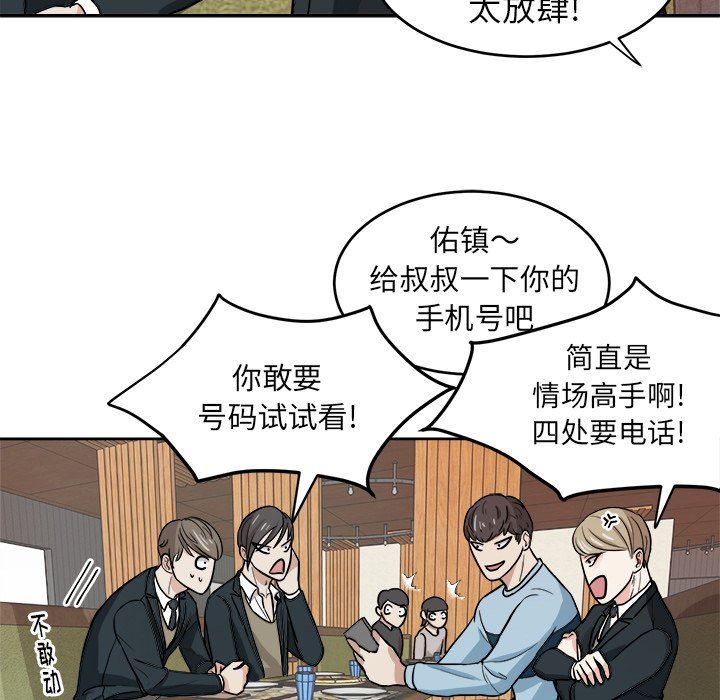 太放肆!
佑镇～
给叔叔一下你的
手机号吧
你敢要
号码试试看!
简直是
情场高手啊!
四处要电话!
不敢动